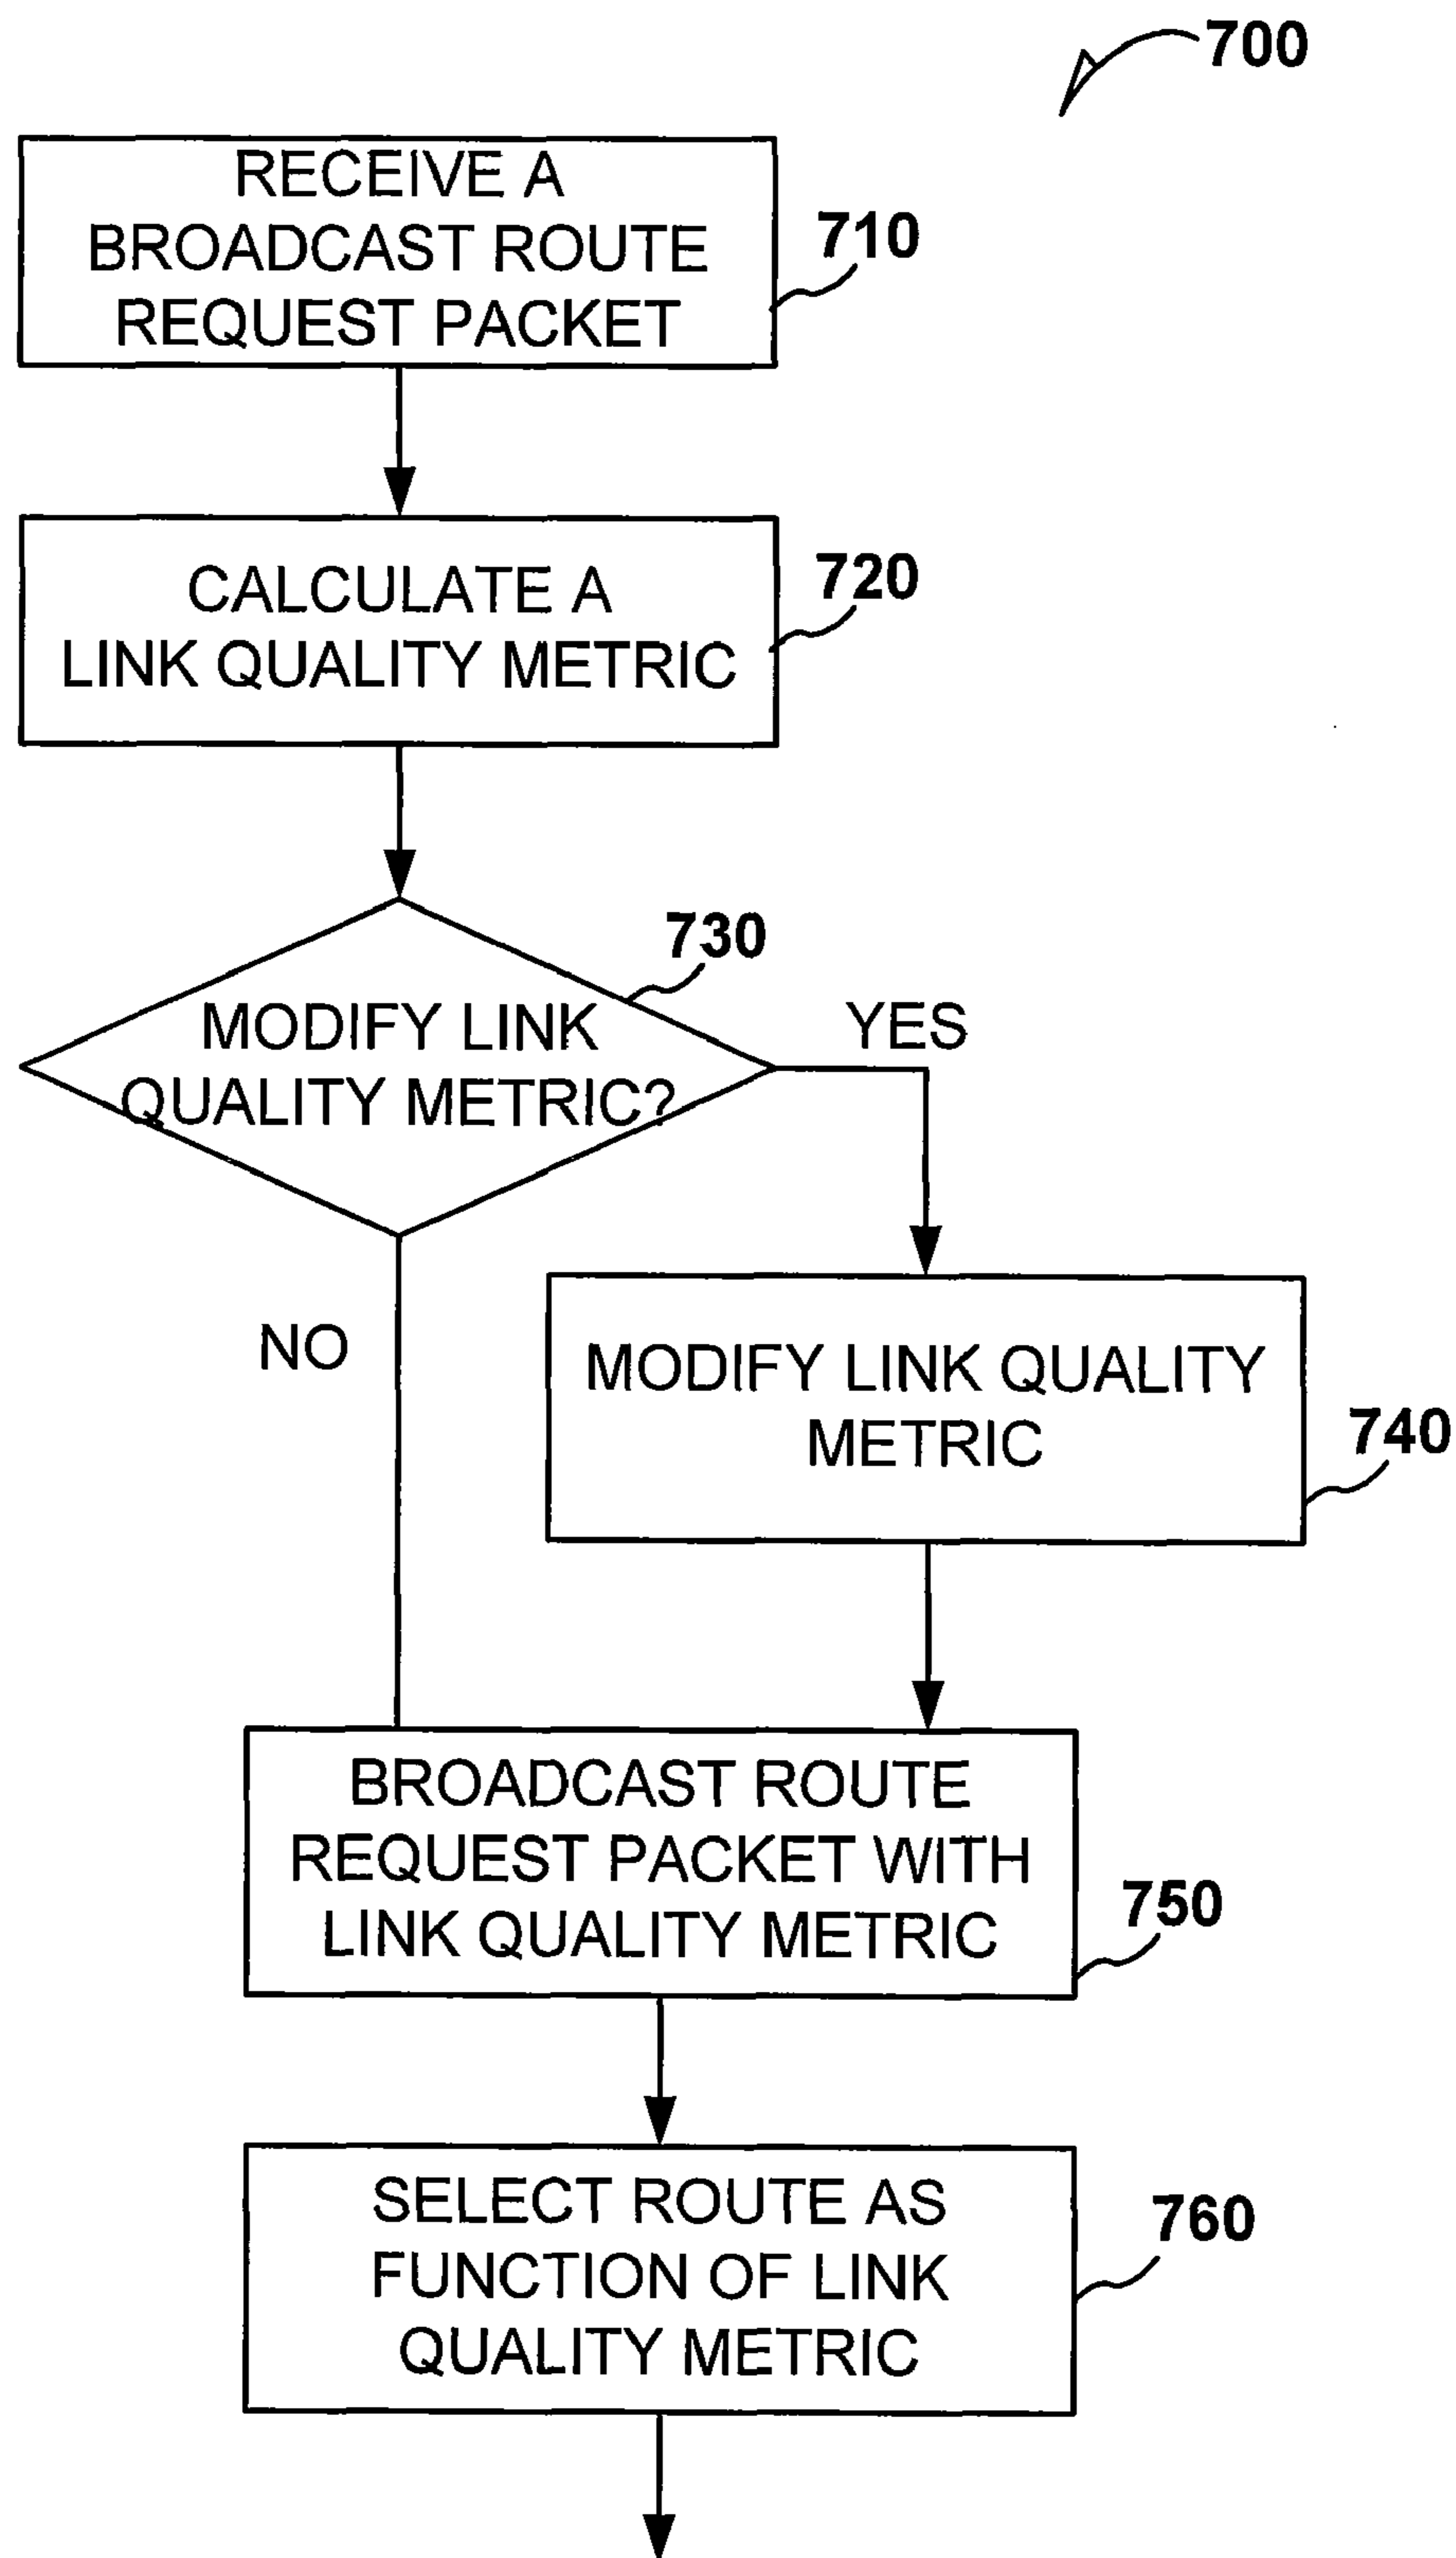 700
RECEIVE A
BROADCAST ROUTE
REQUEST PACKET
710
CALCULATE A
LINK QUALITY METRIC
720
730
MODIFY LINK
QUALITY METRIC?
YES
NO
MODIFY LINK QUALITY
METRIC
740
BROADCAST ROUTE
REQUEST PACKET WITH
LINK QUALITY METRIC
750
SELECT ROUTE AS
FUNCTION OF LINK
QUALITY METRIC
760